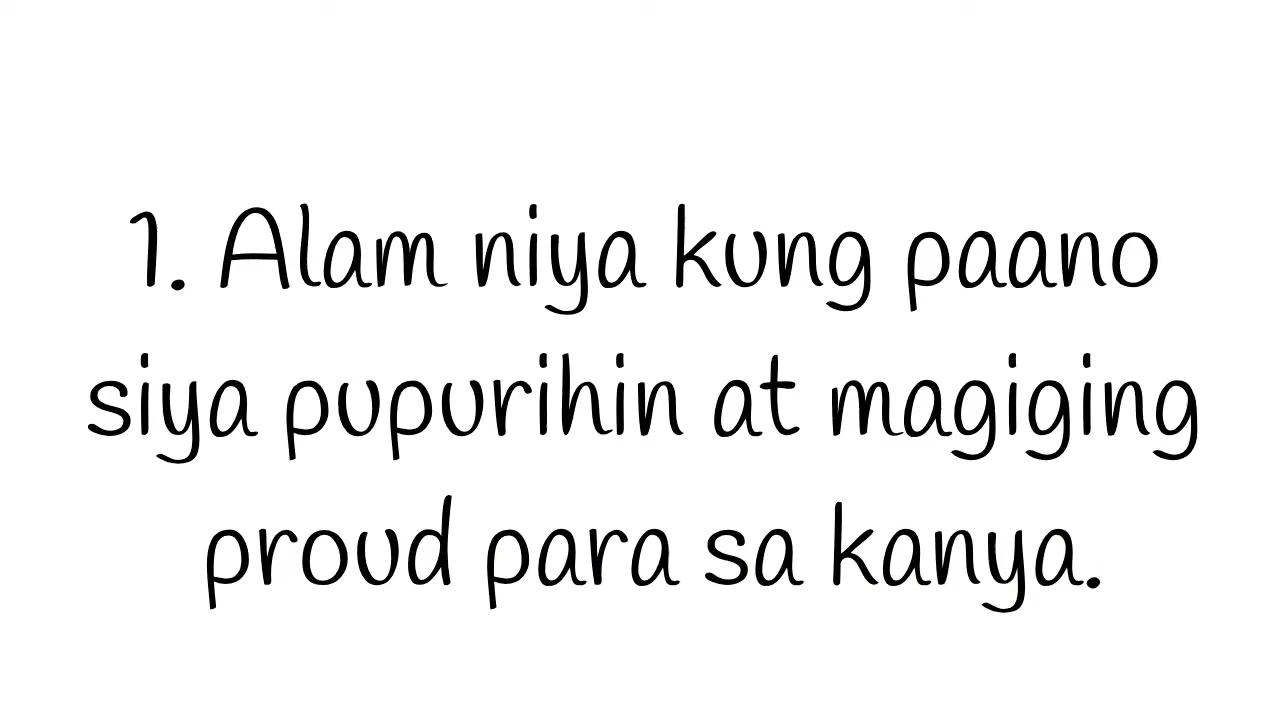 1. Alam niya kung paano
siya pupurihin at magiging
proud para sa kanya.